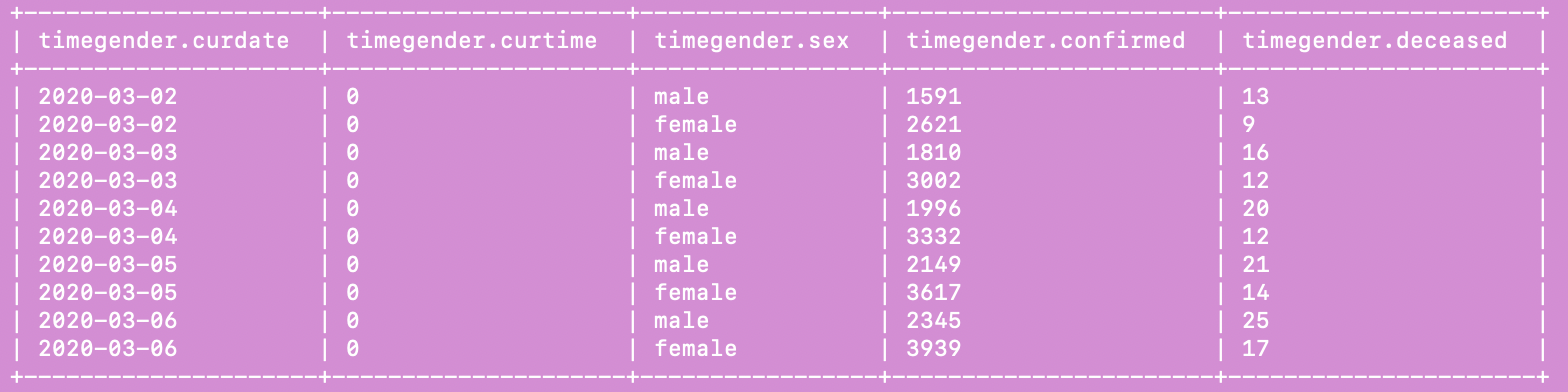 +---------------------+---------------------+-----------------+-----------------------+----------------------+
| timegender.curdate  | timegender.curtime  | timegender.sex  | timegender.confirmed  | timegender.deceased  |
+---------------------+---------------------+-----------------+-----------------------+----------------------+
| 2020-03-02          | 0                   | male            | 1591                  | 13                   |
| 2020-03-02          | 0                   | female          | 2621                  | 9                    |
| 2020-03-03          | 0                   | male            | 1810                  | 16                   |
| 2020-03-03          | 0                   | female          | 3002                  | 12                   |
| 2020-03-04          | 0                   | male            | 1996                  | 20                   |
| 2020-03-04          | 0                   | female          | 3332                  | 12                   |
| 2020-03-05          | 0                   | male            | 2149                  | 21                   |
| 2020-03-05          | 0                   | female          | 3617                  | 14                   |
| 2020-03-06          | 0                   | male            | 2345                  | 25                   |
| 2020-03-06          | 0                   | female          | 3939                  | 17                   |
+---------------------+---------------------+-----------------+-----------------------+----------------------+